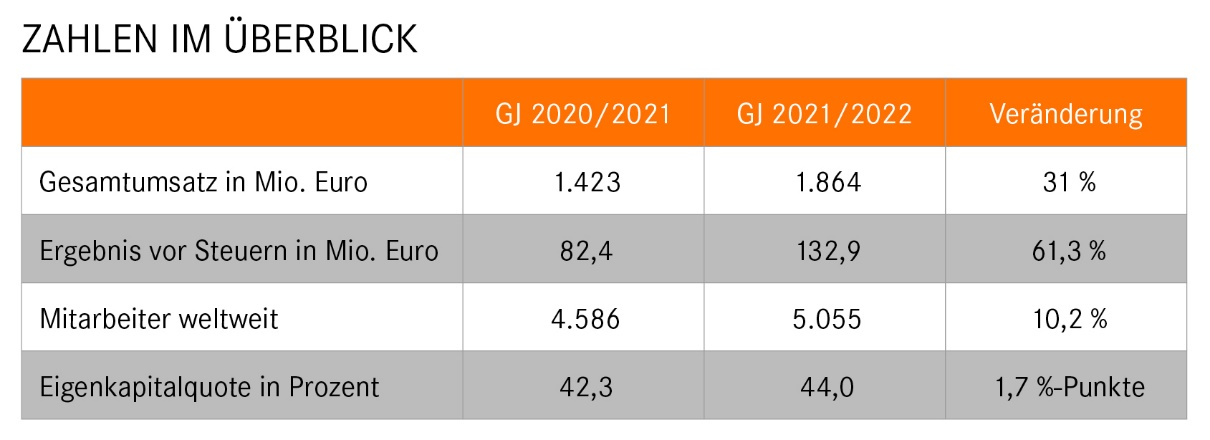 ZAHLEN IM ÜBERBLICK
GJ 2020/2021 GJ 2021/2022 Veränderung
Gesamtumsatz in Mio. Euro 1.423 1.864 31 %
Ergebnis vor Steuern in Mio. Euro 82,4 132,9 61,3 %
Mitarbeiter weltweit 4.586 5.055 10,2 %
Eigenkapitalquote in Prozent 42,3 44,0 1,7 %-Punkte